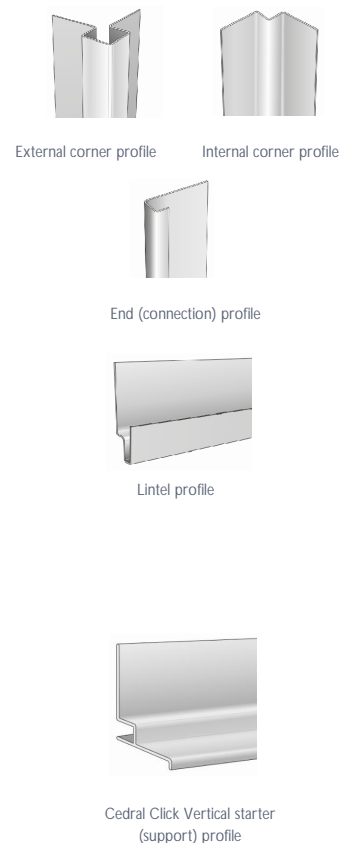 External corner profile
Internal corner profile
End (connection) profile
Lintel profile
Cedral Click Vertical starter
(support) profile